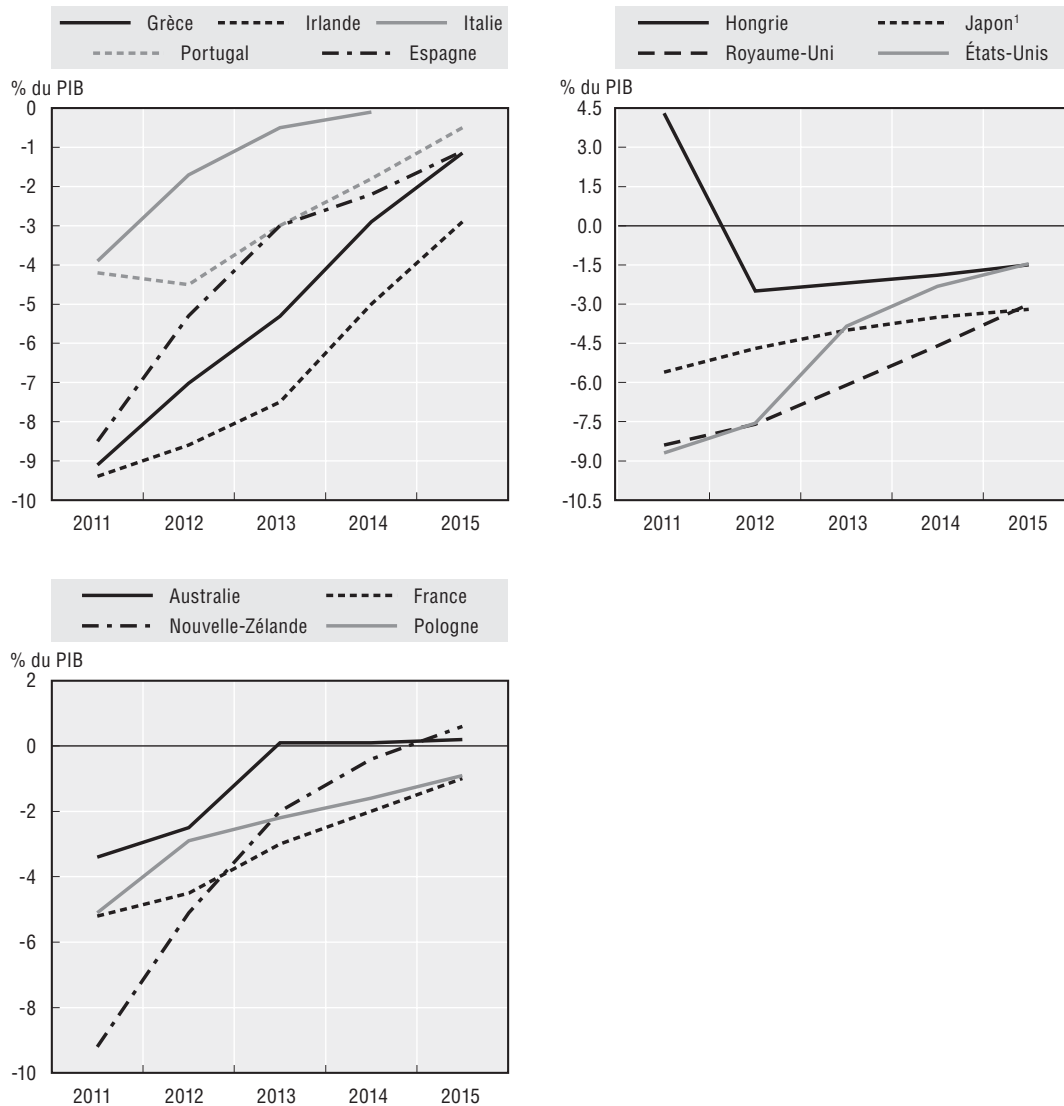 Grèce Irlande Italie
Portugal Espagne
% du PIB
0
-1
-2
-3
-4
-5
-6
-7
-8
-9
-10
2011 2012 2013 2014 2015
Hongrie Japon¹
Royaume-Uni États-Unis
% du PIB
4.5
3.0
1.5
0.0
-1.5
-3.0
-4.5
-6.0
-7.5
-9.0
-10.5
2011 2012 2013 2014 2015
Australie France
Nouvelle-Zélande Pologne
% du PIB
2
0
-2
-4
-6
-8
-10
2011 2012 2013 2014 2015